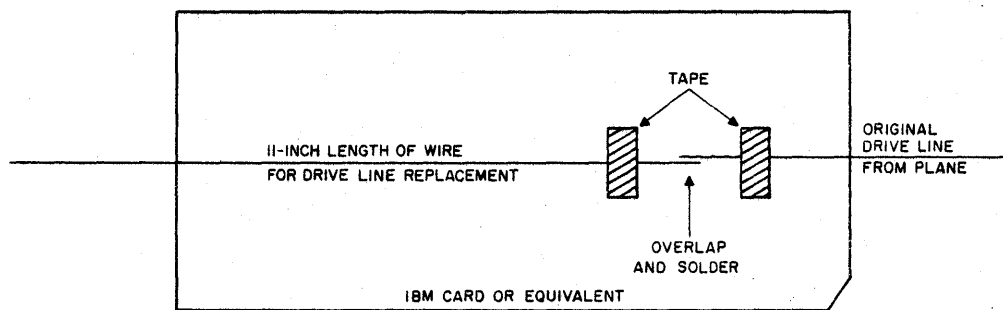 TAPE
11-INCH LENGTH OF WIRE
FOR DRIVE LINE REPLACEMENT
ORIGINAL
DRIVE LINE
FROM PLANE
OVERLAP
AND SOLDER
IBM CARD OR EQUIVALENT